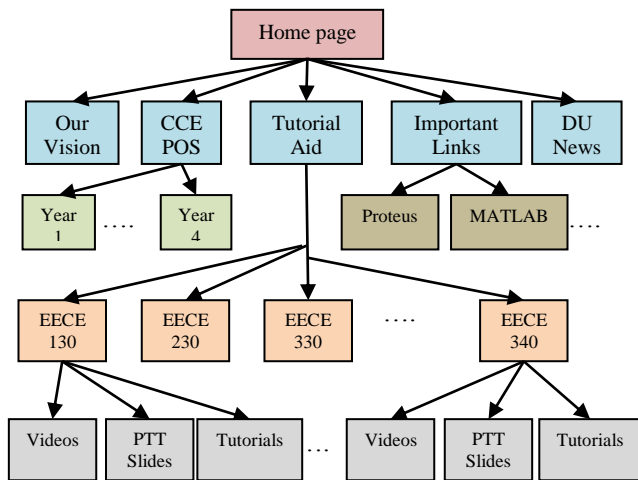 Home page
Our
Vision
CCE
POS
Tutorial
Aid
Important
Links
DU
News
Year
1
....
Year
4
Proteus
MATLAB
....
EECE
130
EECE
230
EECE
330
....
EECE
340
Videos
PTT
Slides
Tutorials
...
Videos
PTT
Slides
Tutorials